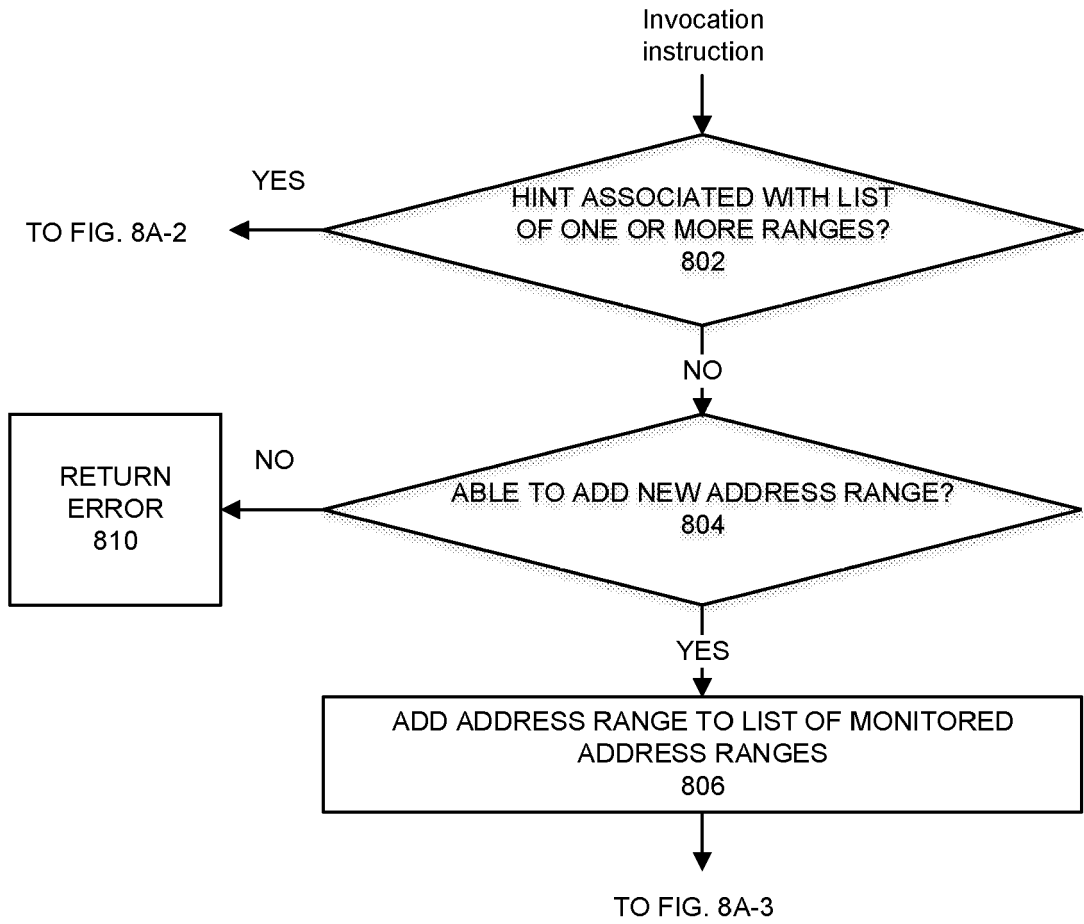 Invocation
instruction
YES
HINT ASSOCIATED WITH LIST
OF ONE OR MORE RANGES?
802
TO FIG. 8A-2
NO
RETURN
ERROR
810
NO
ABLE TO ADD NEW ADDRESS RANGE?
804
YES
ADD ADDRESS RANGE TO LIST OF MONITORED
ADDRESS RANGES
806
TO FIG. 8A-3